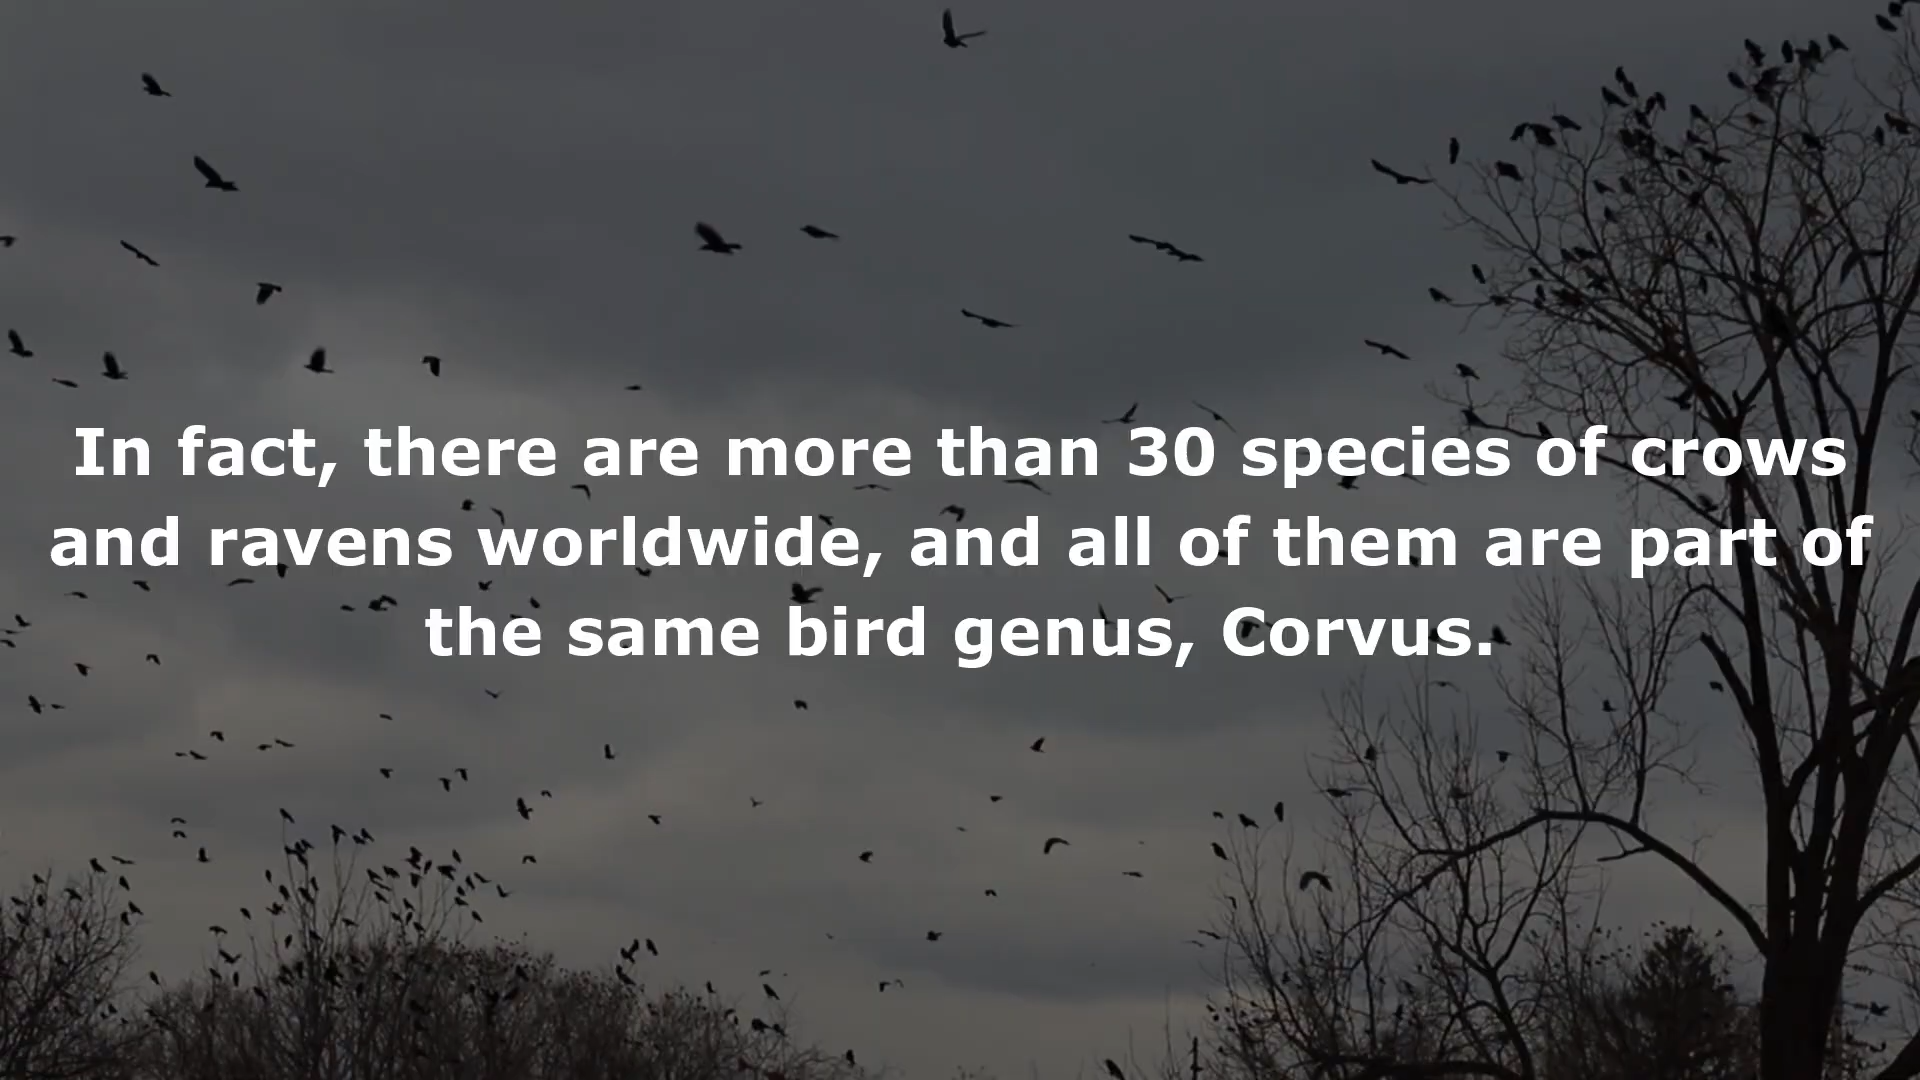 In fact, there are more than 30 species of crows
and ravens worldwide, and all of them are part of
the same bird genus, Corvus.